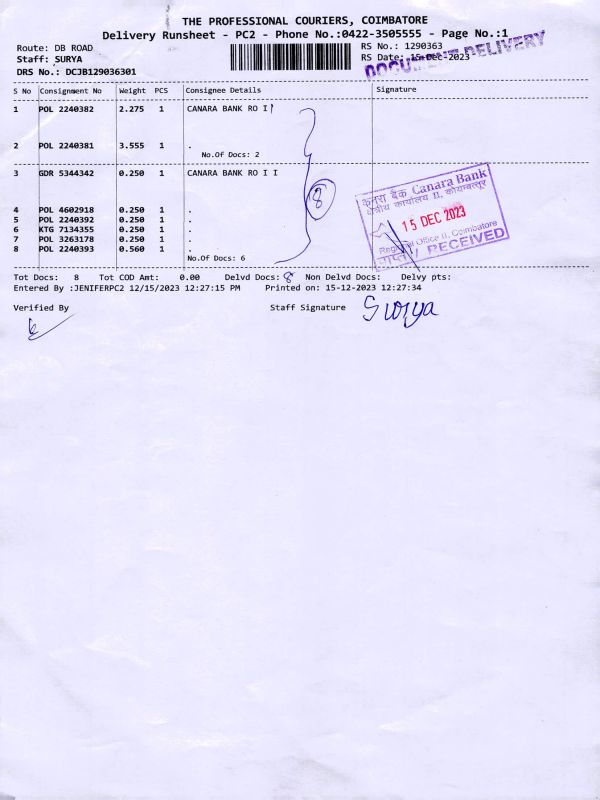 THE PROFESSIONAL COURIERS, COIMBATORE
Delivery Runsheet - PC2 - Phone No.:0422-3505555 - Page No.:1
Route: DB ROAD RS No.: 1290363
Staff: SURYA RS Date: 15-Dec-2023
DOCUMENT DELIVERY
DRS No.: DCJB129036301
S No Consignment No Weight PCS Consignee Details Signature
1 POL 2240382 2.275 1 CANARA BANK RO II
2 POL 2240381 3.555 1 .
No.Of Docs: 2
3 GDR 5344342 0.250 1 CANARA BANK RO I I
8
4 POL 4602918 0.250 1 .
5 POL 2240392 0.250 1 .
6 KTG 7134355 0.250 1 .
7 POL 3263178 0.250 1 .
8 POL 2240393 0.560 1 .
No.Of Docs: 6
केनरा बैंक Canara Bank
क्षेत्रीय कार्यालय II, कोयम्बत्तूर
15 DEC 2023
Regional Office II, Coimbatore
RECEIVED
Tot Docs: 8 Tot COD Amt: 0.00 Delvd Docs: 8 Non Delvd Docs: Delvy pts:
Entered By :JENIFERPC2 12/15/2023 12:27:15 PM Printed on: 15-12-2023 12:27:34
Verified By Staff Signature Surya